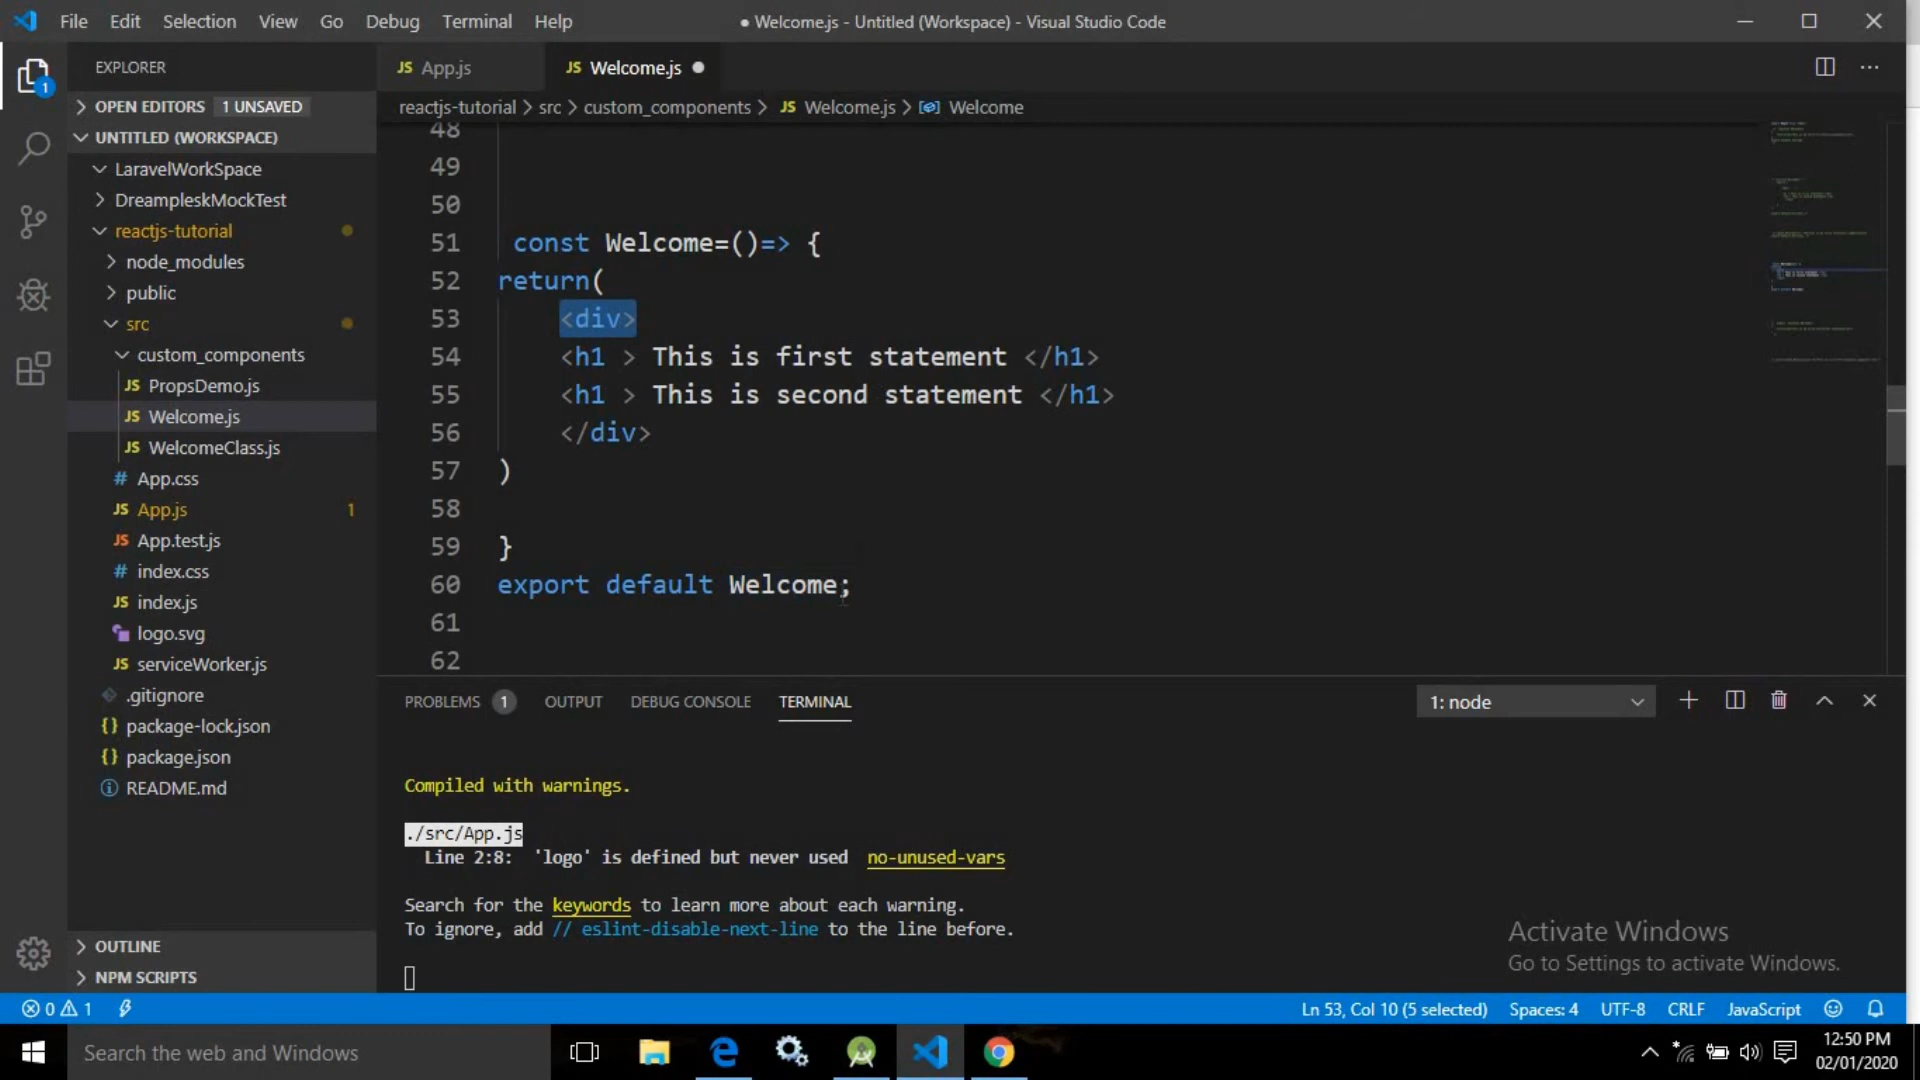 File Edit Selection View Go Debug Terminal Help
● Welcome.js - Untitled (Workspace) - Visual Studio Code
EXPLORER
OPEN EDITORS 1 UNSAVED
UNTITLED (WORKSPACE)
LaravelWorkSpace
DreampleskMockTest
reactjs-tutorial
node_modules
public
src
custom_components
JS PropsDemo.js
JS Welcome.js
JS WelcomeClass.js
# App.css
JS App.js 1
JS App.test.js
# index.css
JS index.js
logo.svg
JS serviceWorker.js
.gitignore
{} package-lock.json
{} package.json
README.md
OUTLINE
NPM SCRIPTS
JS App.js
JS Welcome.js ●
reactjs-tutorial > src > custom_components > JS Welcome.js > Welcome
48
49
50
51 const Welcome=()=> {
52 return(
53 <div>
54 <h1 > This is first statement </h1>
55 <h1 > This is second statement </h1>
56 </div>
57 )
58
59 }
60 export default Welcome;
61
62
PROBLEMS 1 OUTPUT DEBUG CONSOLE TERMINAL
1: node
Compiled with warnings.
./src/App.js
Line 2:8: 'logo' is defined but never used no-unused-vars
Search for the keywords to learn more about each warning.
To ignore, add // eslint-disable-next-line to the line before.
Activate Windows
Go to Settings to activate Windows.
0 1
Ln 53, Col 10 (5 selected) Spaces: 4 UTF-8 CRLF JavaScript
Search the web and Windows
12:50 PM
02/01/2020